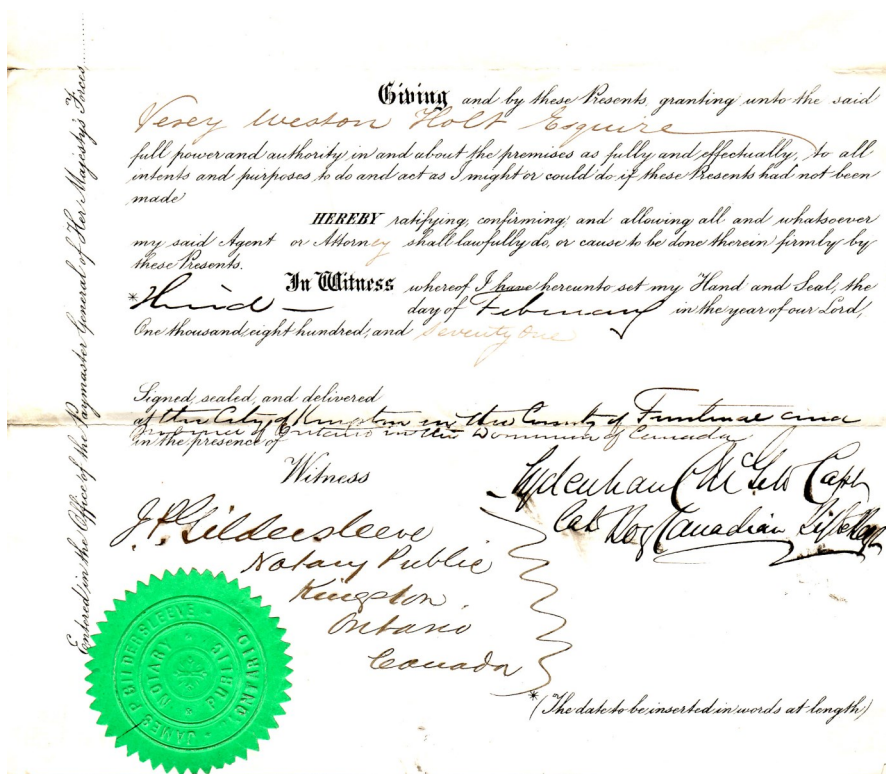 Entered in the Office of the Paymaster General of Her Majesty's Forces
Giving and by these Presents, granting unto the said
Vesey Weston Holt Esquire
full power and authority, in and about the premises as fully and effectually, to all
intents and purposes, to do and act as I might or could do if these Presents had not been
made
HEREBY ratifying, confirming, and allowing all and whatsoever
my said Agent or Attorney shall lawfully do, or cause to be done therein firmly by
these Presents.
In Witness whereof I have hereunto set my Hand and Seal, the
* Third day of February in the year of our Lord,
One thousand, eight hundred, and Seventy One
Signed, sealed, and delivered
at the City of Kingston in the County of Frontenac and
Province of Ontario in the Dominion of Canada
in the presence of
Witness
Sydenham Capt
Canadian Rifle
J. P. Gildersleeve
Notary Public
Kingston
Ontario
Canada
JAMES P. GILDERSLEEVE
NOTARY PUBLIC
* (The date to be inserted in words at length)